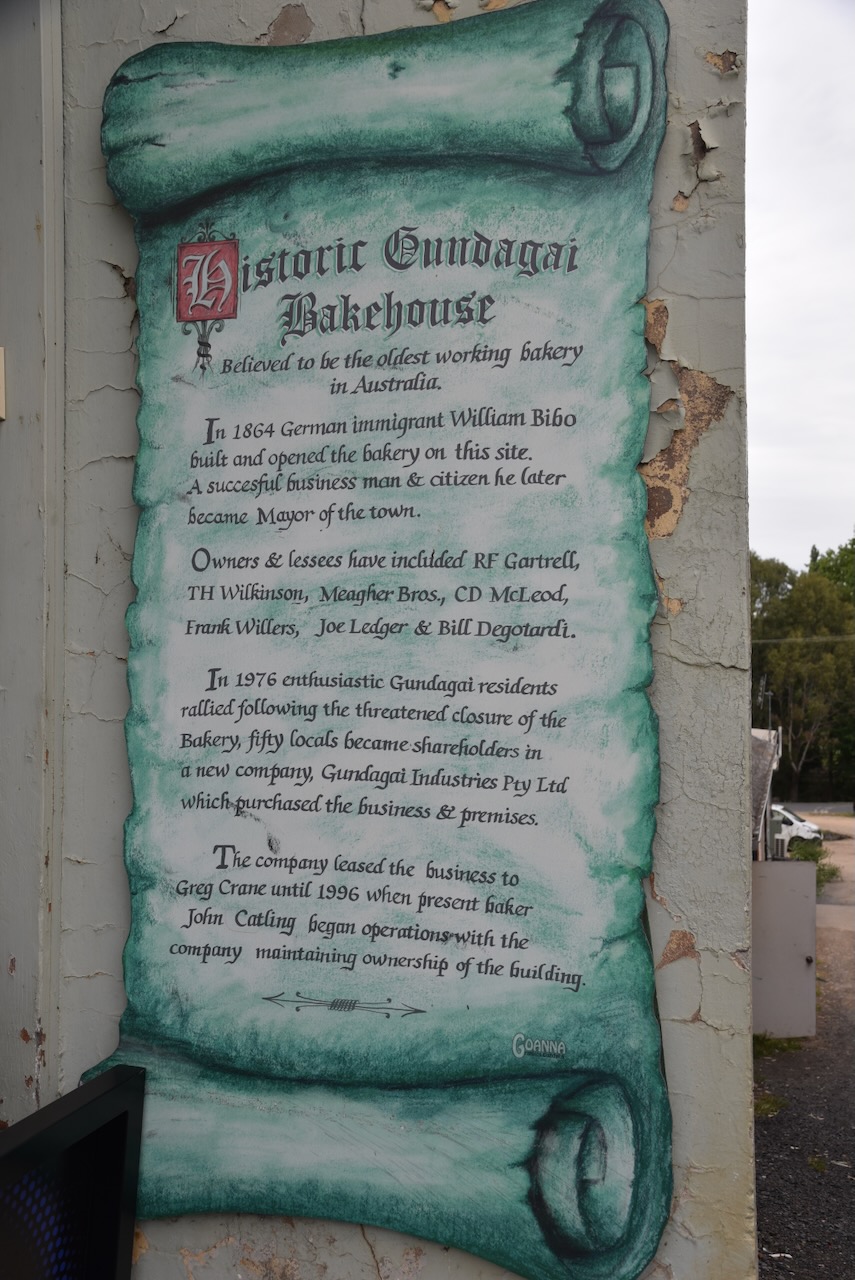 Historic Gundagai
Bakehouse
Believed to be the oldest working bakery
in Australia.
In 1864 German immigrant William Bibo
built and opened the bakery on this site.
A succesful business man & citizen he later
became Mayor of the town.
Owners & lessees have included RF Gartrell,
TH Wilkinson, Meagher Bros., CD McLeod,
Frank Willers, Joe Ledger & Bill Degotardi.
In 1976 enthusiastic Gundagai residents
rallied following the threatened closure of the
Bakery, fifty locals became shareholders in
a new company, Gundagai Industries Pty Ltd
which purchased the business & premises.
The company leased the business to
Greg Crane until 1996 when present baker
John Catling began operations with the
company maintaining ownership of the building.
GOANNA